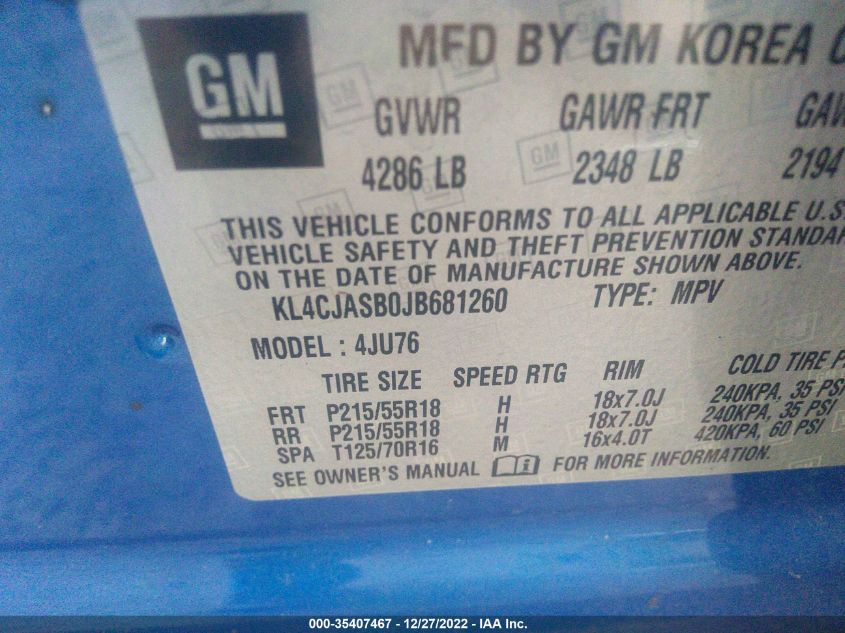 GM
MFD BY GM KOREA C
GVWR GAWR FRT GAW
4286 LB 2348 LB 2194
THIS VEHICLE CONFORMS TO ALL APPLICABLE U.S.
VEHICLE SAFETY AND THEFT PREVENTION STANDAR
ON THE DATE OF MANUFACTURE SHOWN ABOVE.
KL4CJASB0JB681260 TYPE: MPV
MODEL : 4JU76
TIRE SIZE SPEED RTG RIM COLD TIRE P
FRT P215/55R18 H 18x7.0J 240KPA, 35 PSI
RR P215/55R18 H 18x7.0J 240KPA, 35 PSI
SPA T125/70R16 M 16x4.0T 420KPA, 60 PSI
SEE OWNER'S MANUAL FOR MORE INFORMATION.
000-35407467 - 12/27/2022 - IAA Inc.